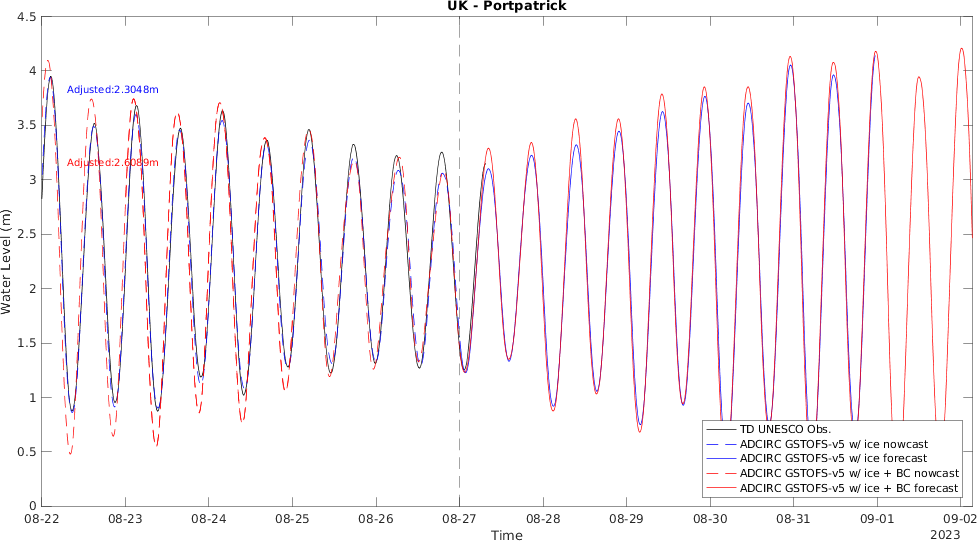 UK - Portpatrick
4.5
4
3.5
3
2.5
2
1.5
1
0.5
0
Water Level (m)
Adjusted:2.3048m
Adjusted:2.6089m
TD UNESCO Obs.
ADCIRC GSTOFS-v5 w/ ice nowcast
ADCIRC GSTOFS-v5 w/ ice forecast
ADCIRC GSTOFS-v5 w/ ice + BC nowcast
ADCIRC GSTOFS-v5 w/ ice + BC forecast
08-22 08-23 08-24 08-25 08-26 08-27 08-28 08-29 08-30 08-31 09-01 09-02
Time
2023